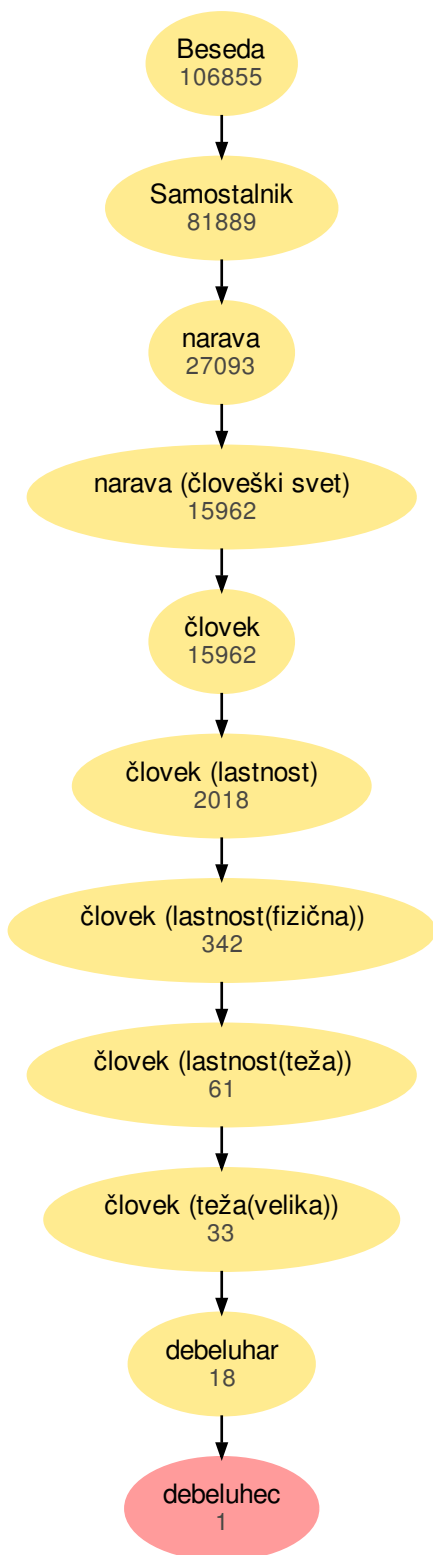 Beseda
106855
Samostalnik
81889
narava
27093
narava (človeški svet)
15962
človek
15962
človek (lastnost)
2018
človek (lastnost(fizična))
342
človek (lastnost(teža))
61
človek (teža(velika))
33
debeluhar
18
debeluhec
1